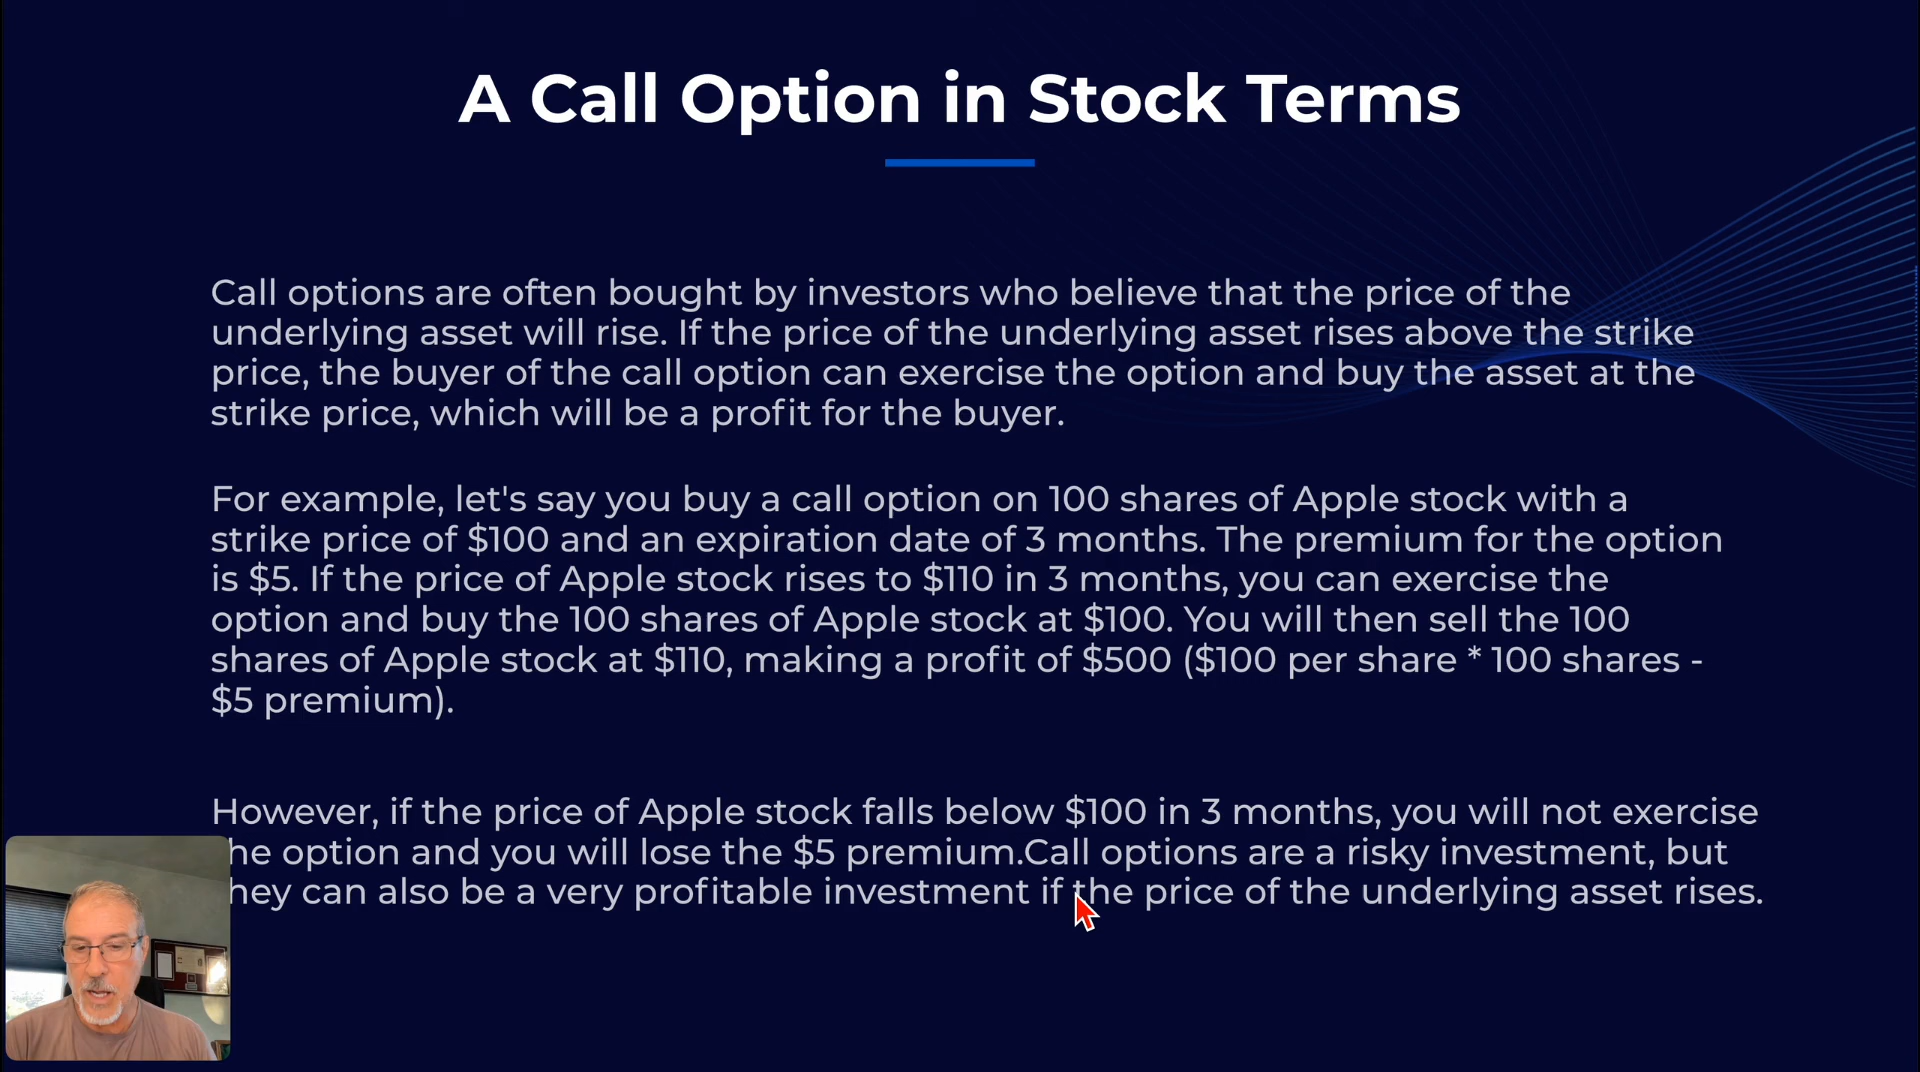 A Call Option in Stock Terms
Call options are often bought by investors who believe that the price of the
underlying asset will rise. If the price of the underlying asset rises above the strike
price, the buyer of the call option can exercise the option and buy the asset at the
strike price, which will be a profit for the buyer.
For example, let's say you buy a call option on 100 shares of Apple stock with a
strike price of $100 and an expiration date of 3 months. The premium for the option
is $5. If the price of Apple stock rises to $110 in 3 months, you can exercise the
option and buy the 100 shares of Apple stock at $100. You will then sell the 100
shares of Apple stock at $110, making a profit of $500 ($100 per share * 100 shares -
$5 premium).
However, if the price of Apple stock falls below $100 in 3 months, you will not exercise
he option and you will lose the $5 premium.Call options are a risky investment, but
hey can also be a very profitable investment if the price of the underlying asset rises.